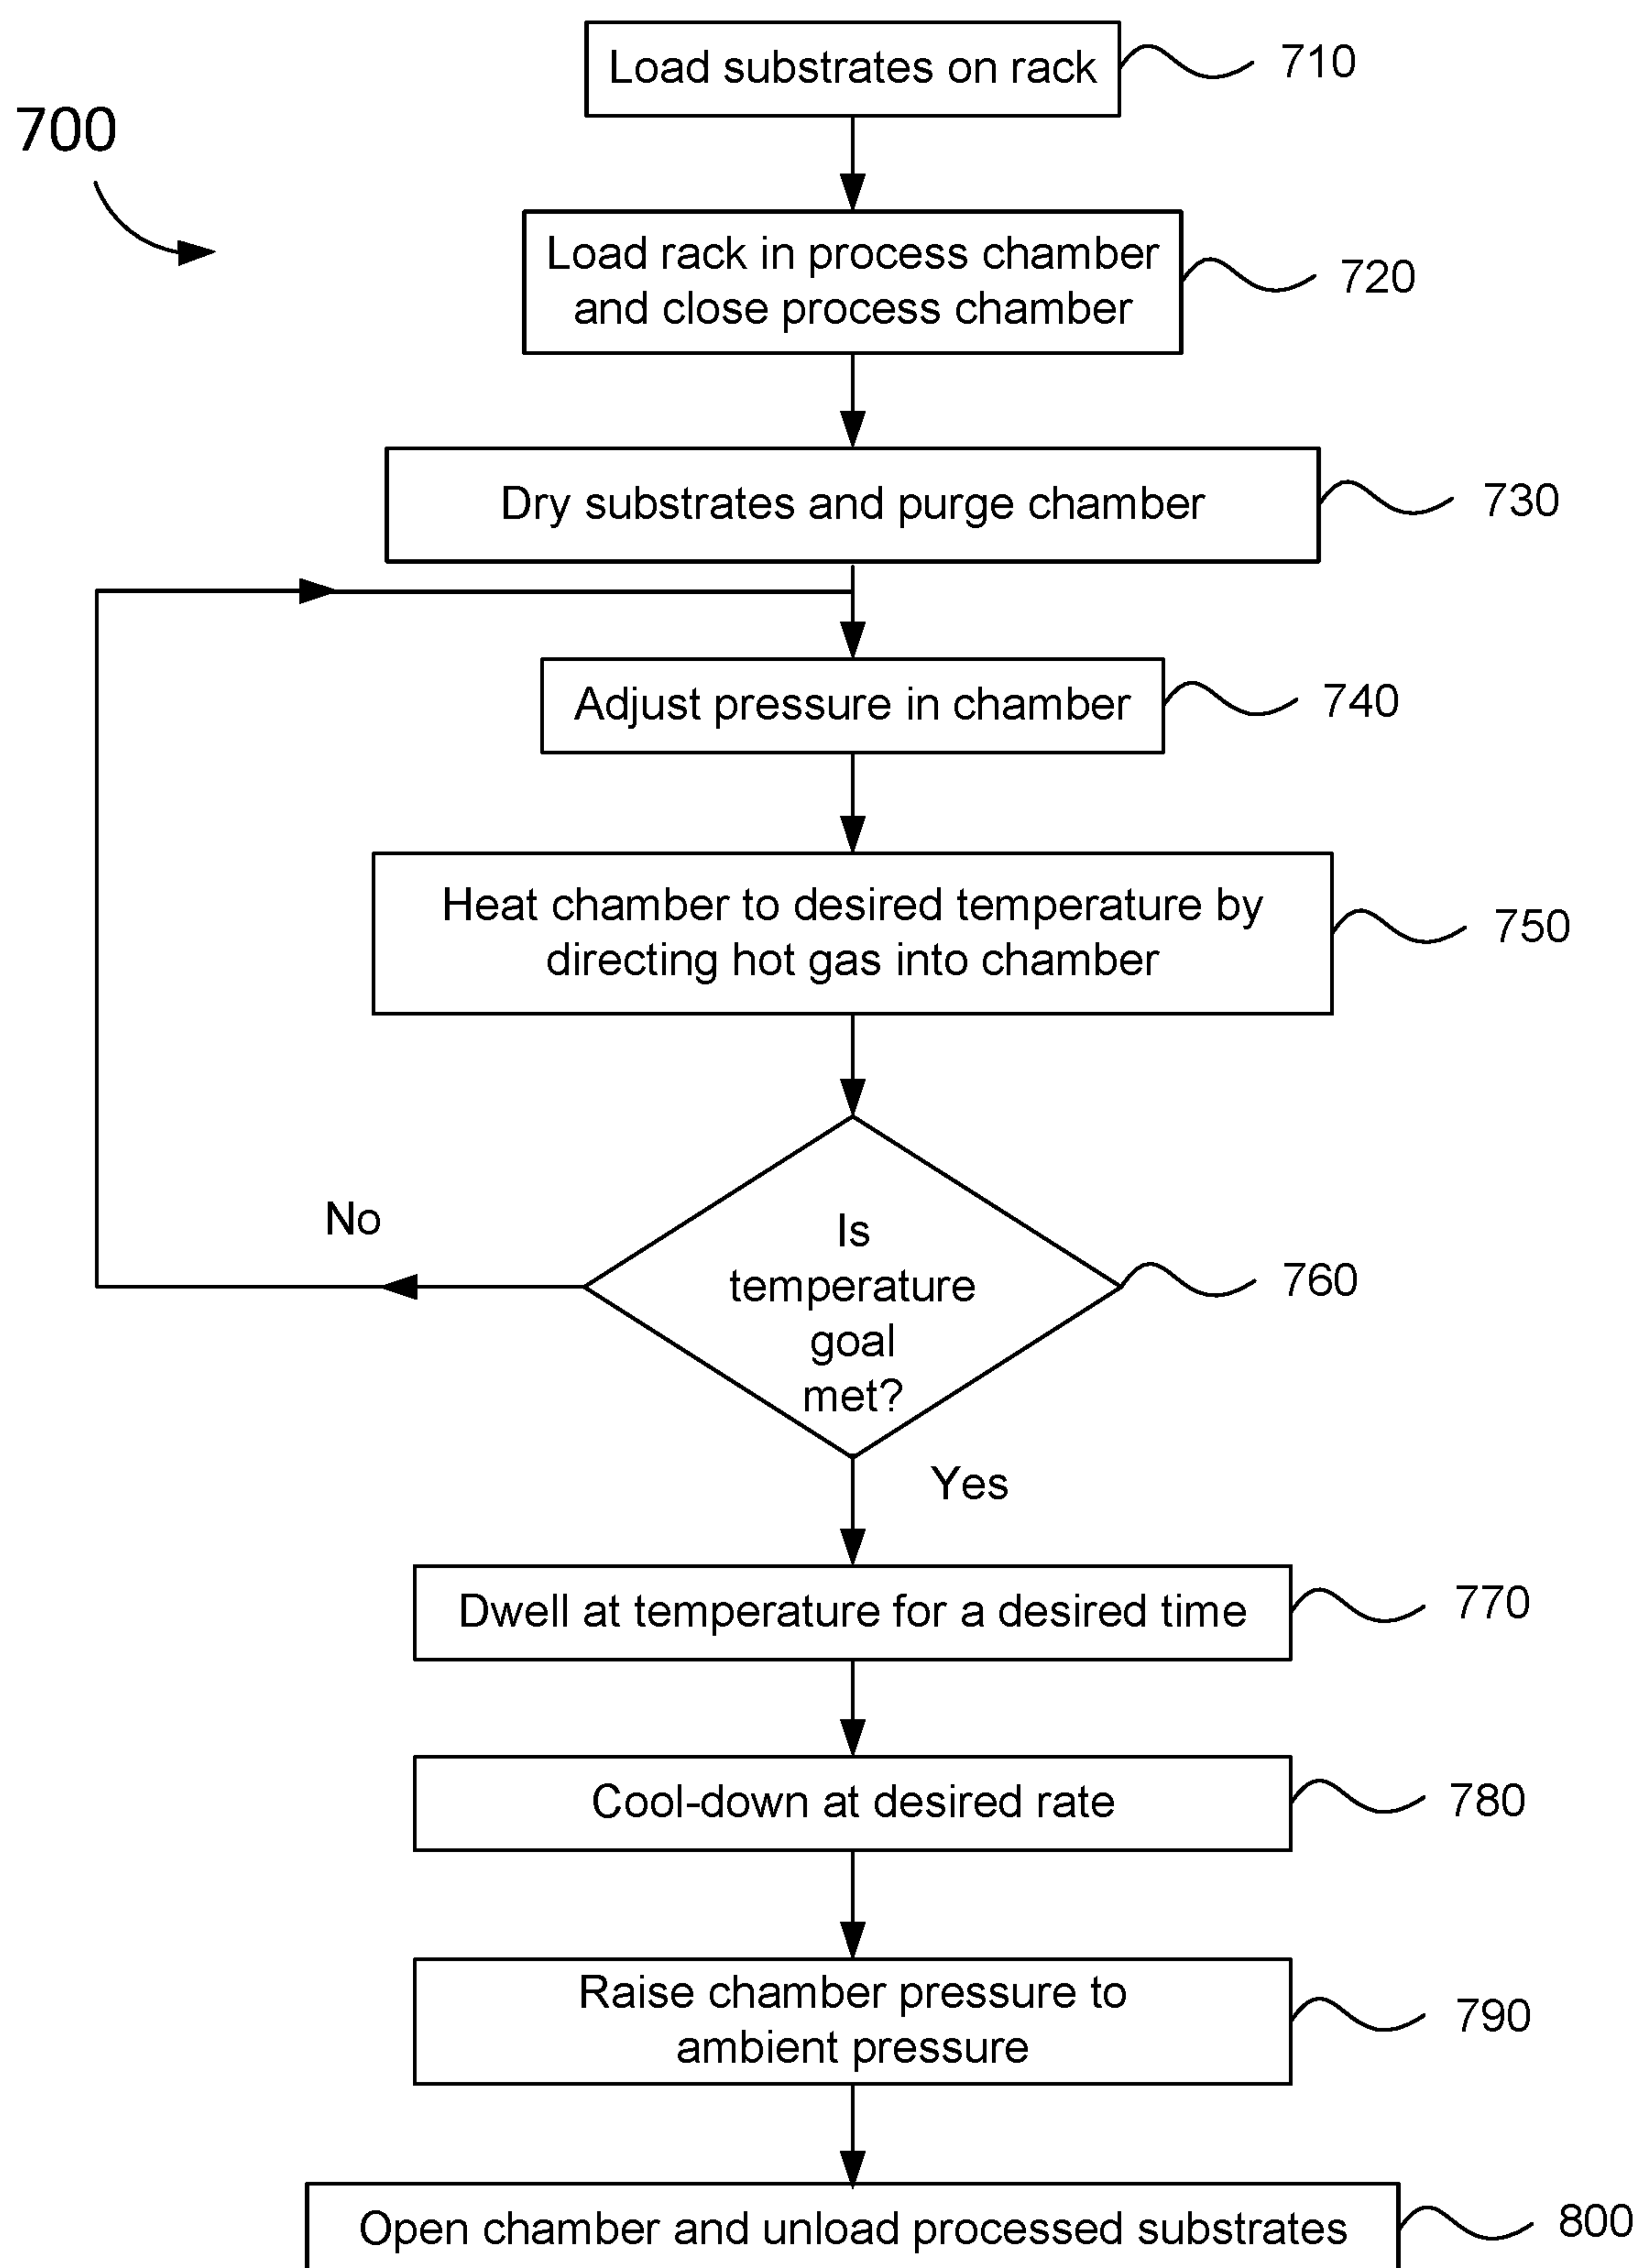 Load substrates on rack
710
700
Load rack in process chamber
and close process chamber
720
Dry substrates and purge chamber
730
Adjust pressure in chamber
740
Heat chamber to desired temperature by
directing hot gas into chamber
750
No
Is
temperature
goal
met?
760
Yes
Dwell at temperature for a desired time
770
Cool-down at desired rate
780
Raise chamber pressure to
ambient pressure
790
Open chamber and unload processed substrates
800